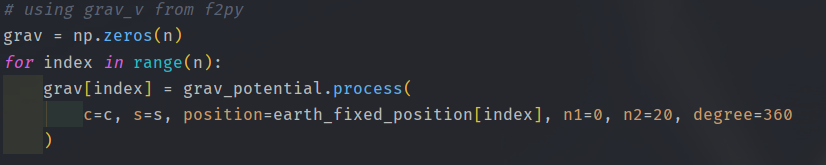 # using grav_v from f2py
grav = np.zeros(n)
for index in range(n):
    grav[index] = grav_potential.process(
        c=c, s=s, position=earth_fixed_position[index], n1=0, n2=20, degree=360
    )